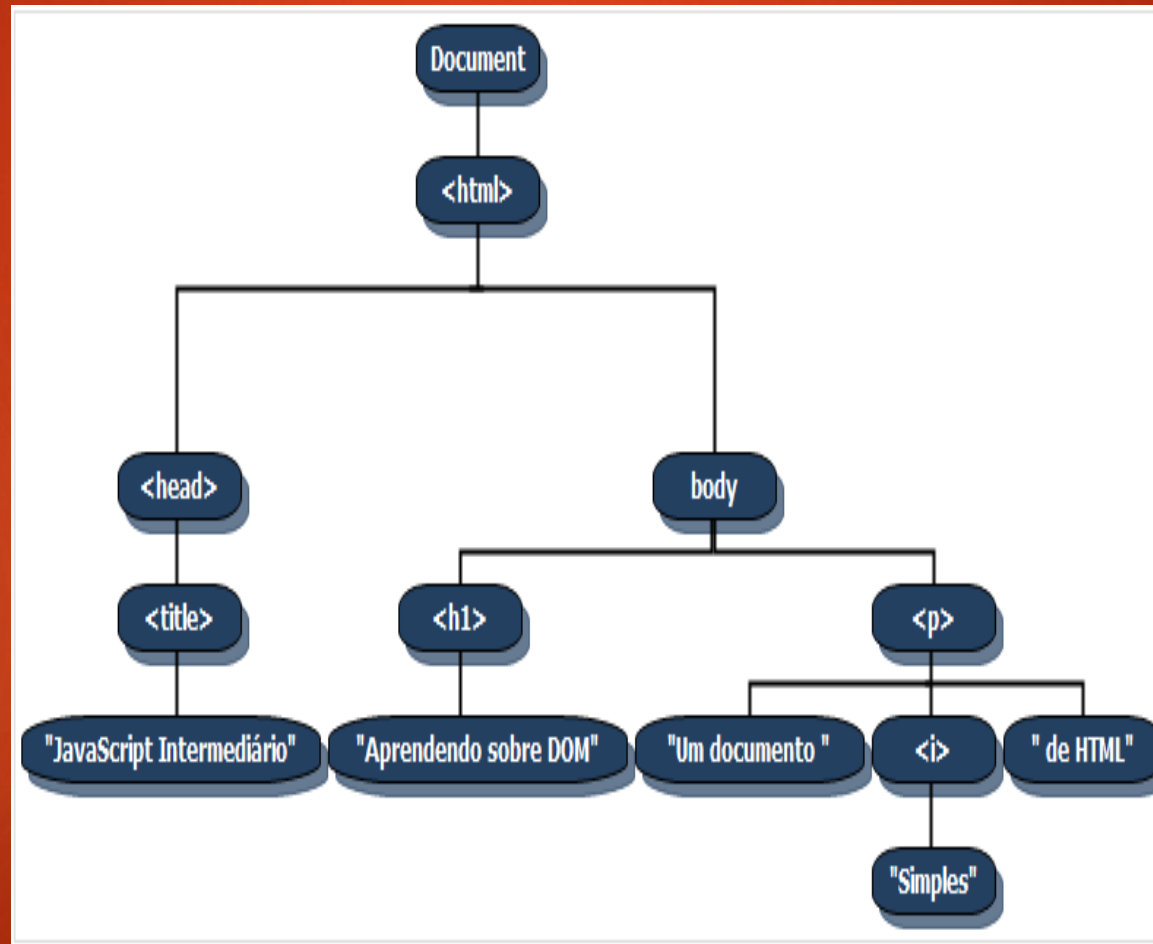 Document
<html>
<head>
body
<title>
<h1>
<p>
"JavaScript Intermediário"
"Aprendendo sobre DOM"
"Um documento "
<i>
" de HTML"
"Simples"